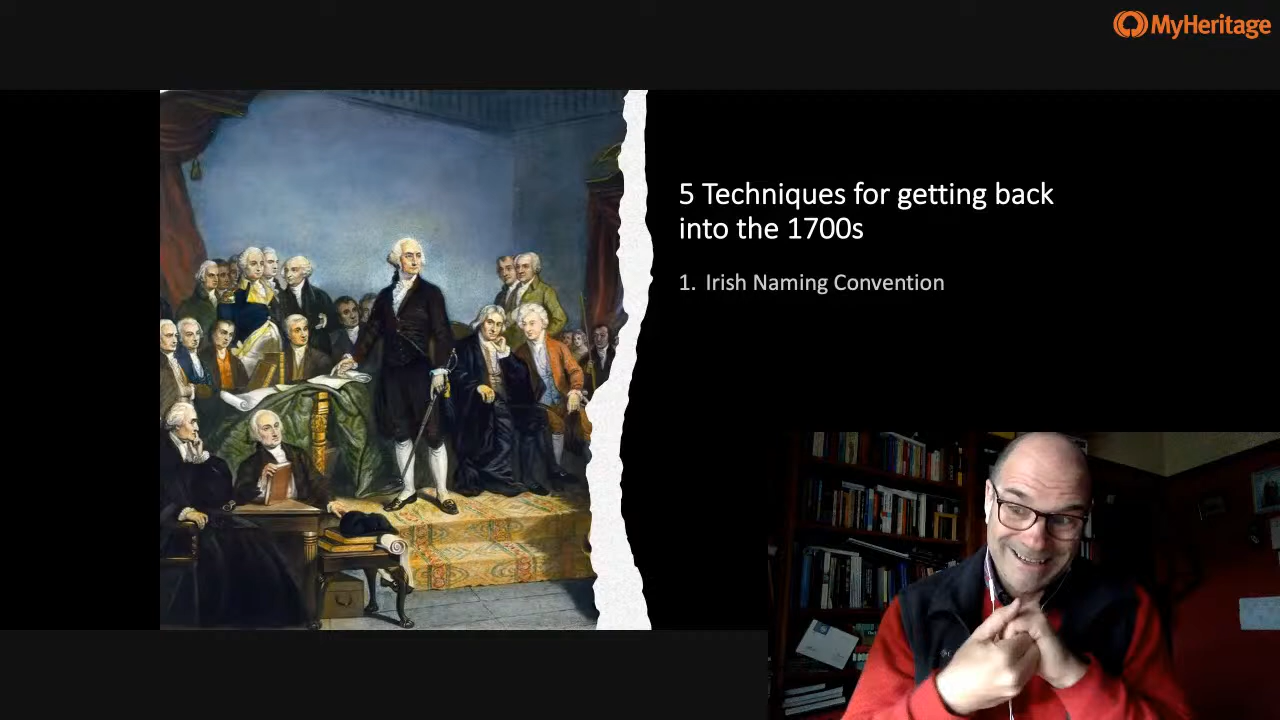 MyHeritage
5 Techniques for getting back
into the 1700s
1. Irish Naming Convention